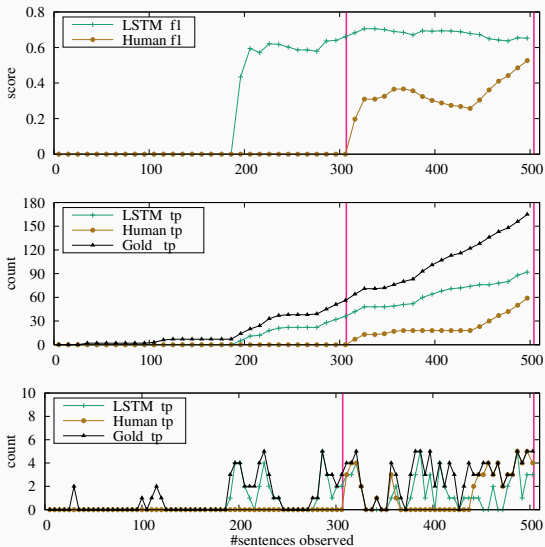 0.8
0.6
0.4
0.2
0
score
LSTM f1
Human f1
0 100 200 300 400 500
180
150
120
90
60
30
0
count
LSTM tp
Human tp
Gold tp
0 100 200 300 400 500
10
8
6
4
2
0
count
LSTM tp
Human tp
Gold tp
0 100 200 300 400 500
#sentences observed